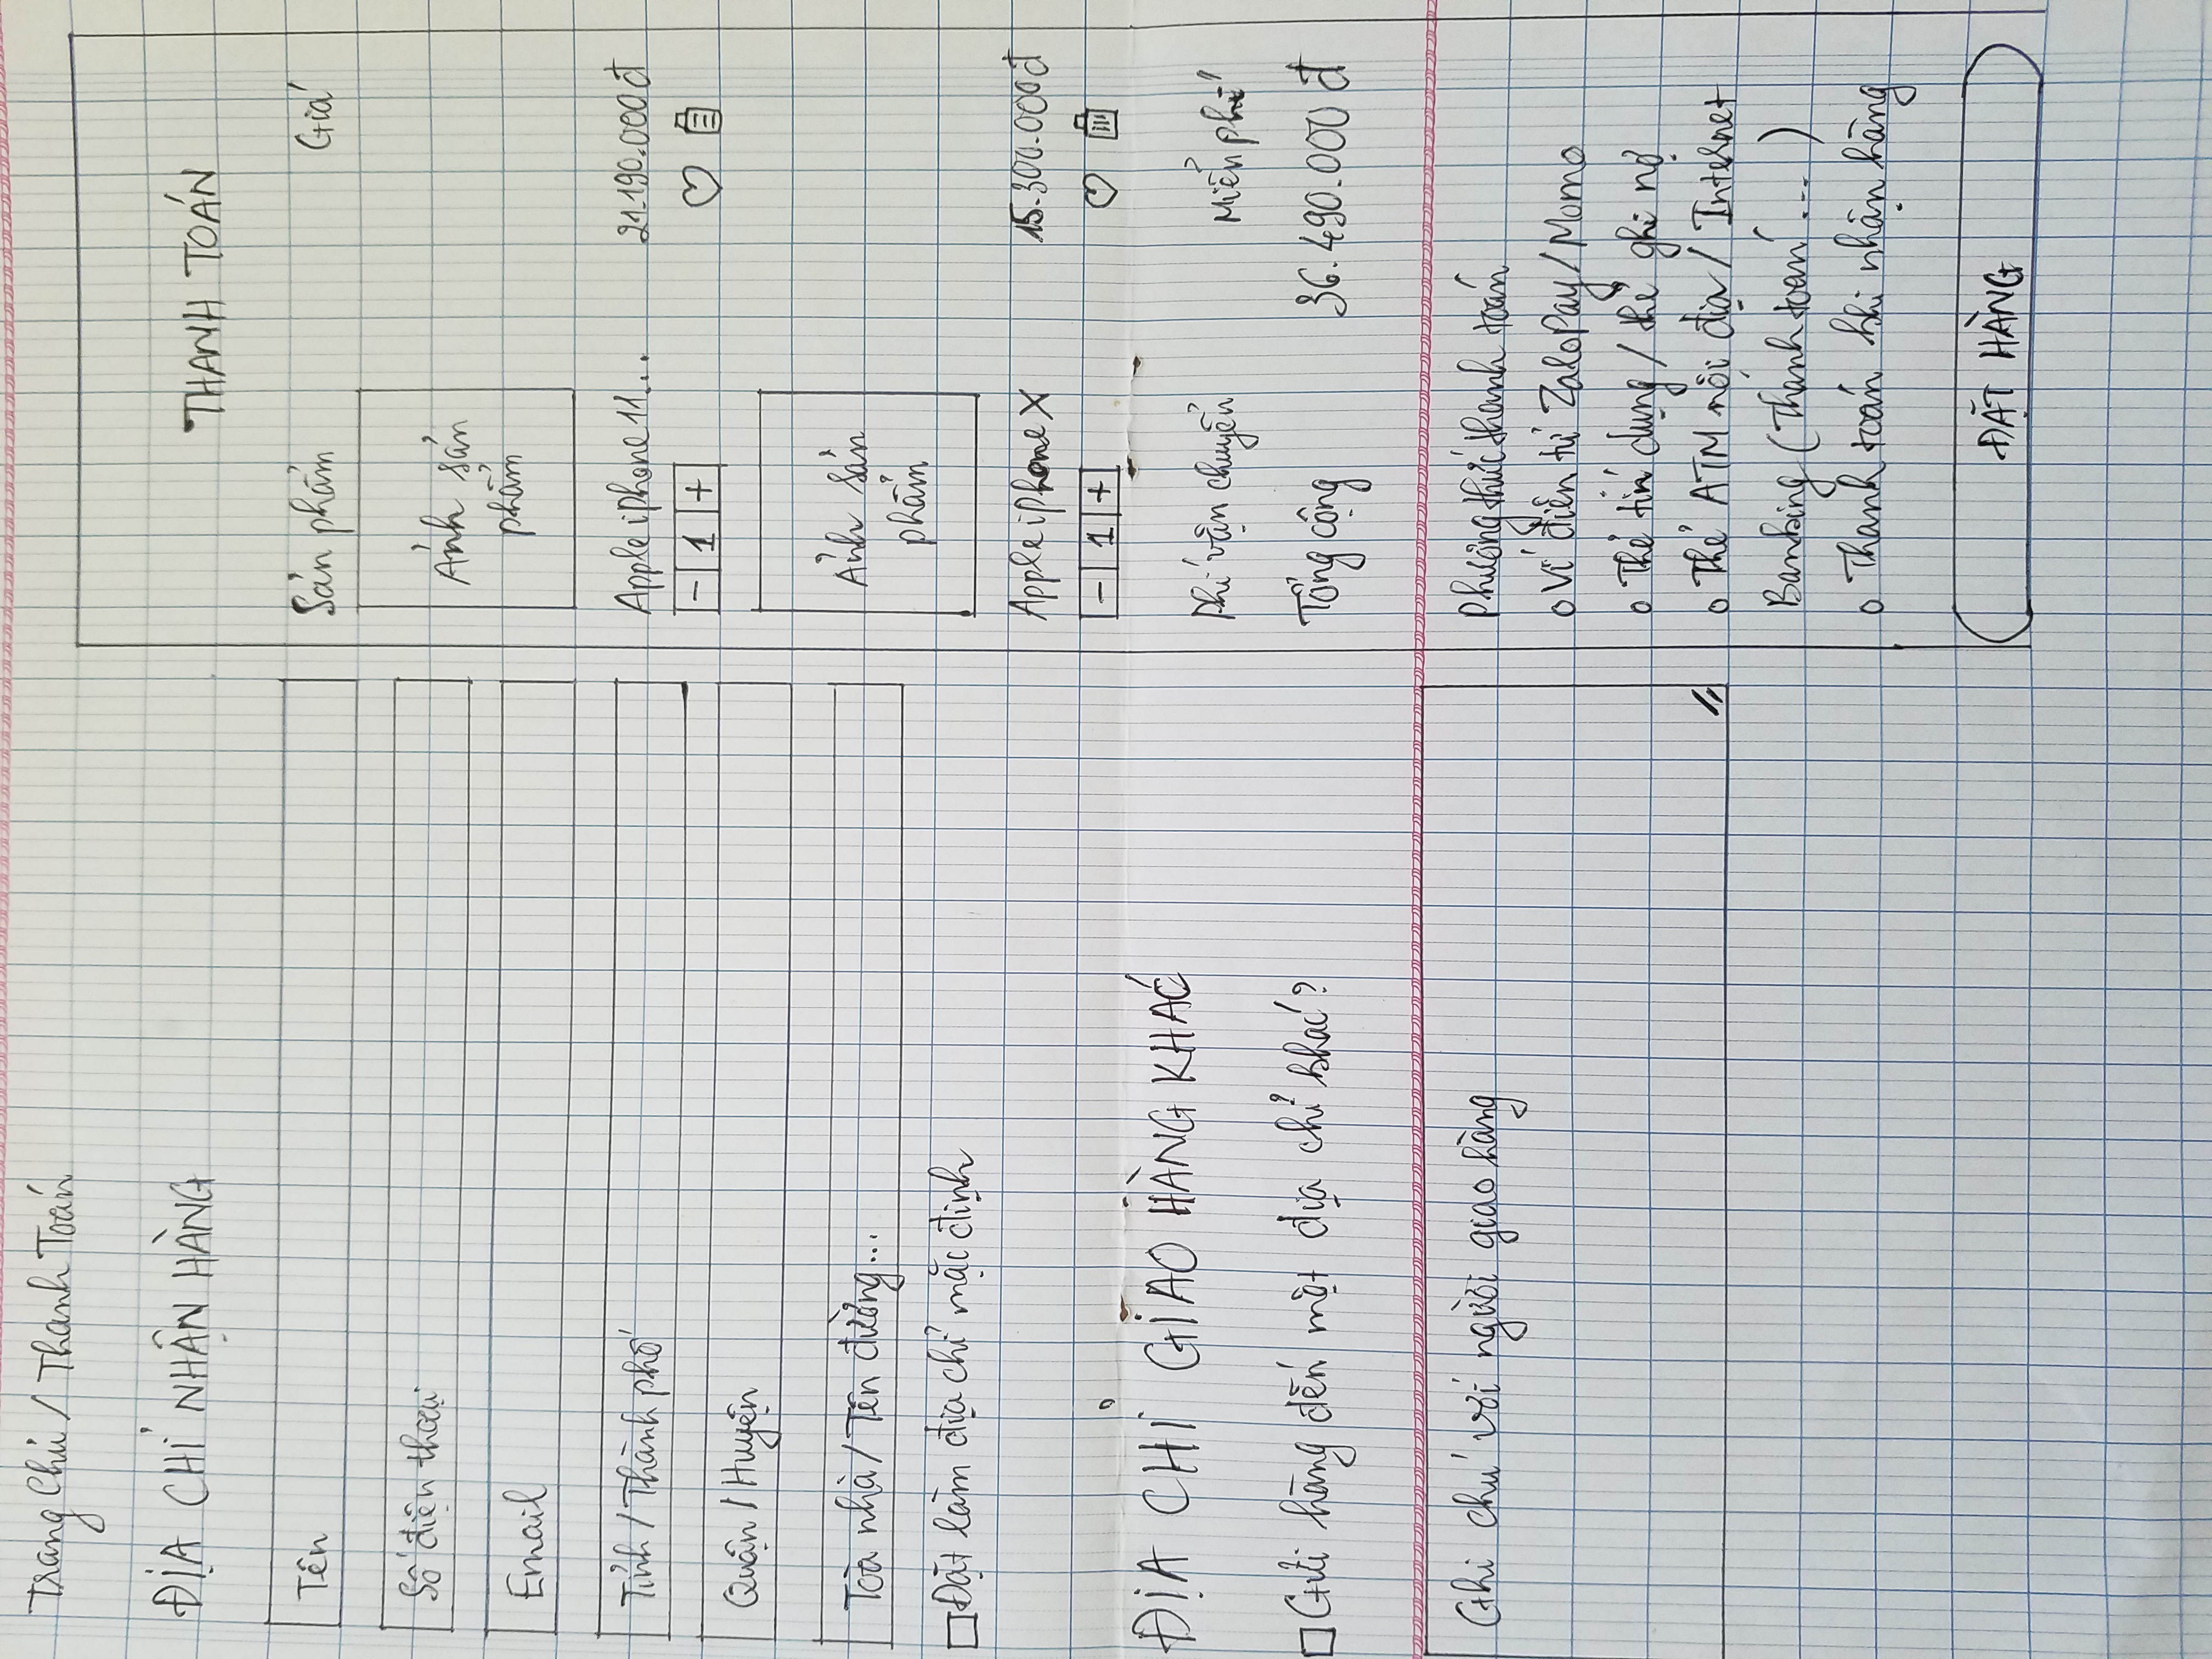 Trang Chủ / Thanh Toán
ĐỊA CHỈ NHẬN HÀNG
Tên
Số điện thoại
Email
Tỉnh / Thành phố
Quận / Huyện
Toà nhà / Tên đường...
Đặt làm địa chỉ mặc định
ĐỊA CHỈ GIAO HÀNG KHÁC
Gửi hàng đến một địa chỉ khác?
Ghi chú với người giao hàng
THANH TOÁN
Sản phẩm Giá
Ảnh sản
phẩm
Apple iphone 11... 21.190.000đ
- 1 +
Ảnh sản
phẩm
Apple iphone X 15.300.000đ
- 1 +
Phí vận chuyển Miển phí
Tổng cộng 36.490.000 đ
Phương thức thanh toán
Ví điện tử ZaloPay / Momo
Thẻ tín dụng / thẻ ghi nợ
Thẻ ATM nội địa / Internet
Banking (Thanh toán ...)
Thanh toán khi nhận hàng
ĐẶT HÀNG